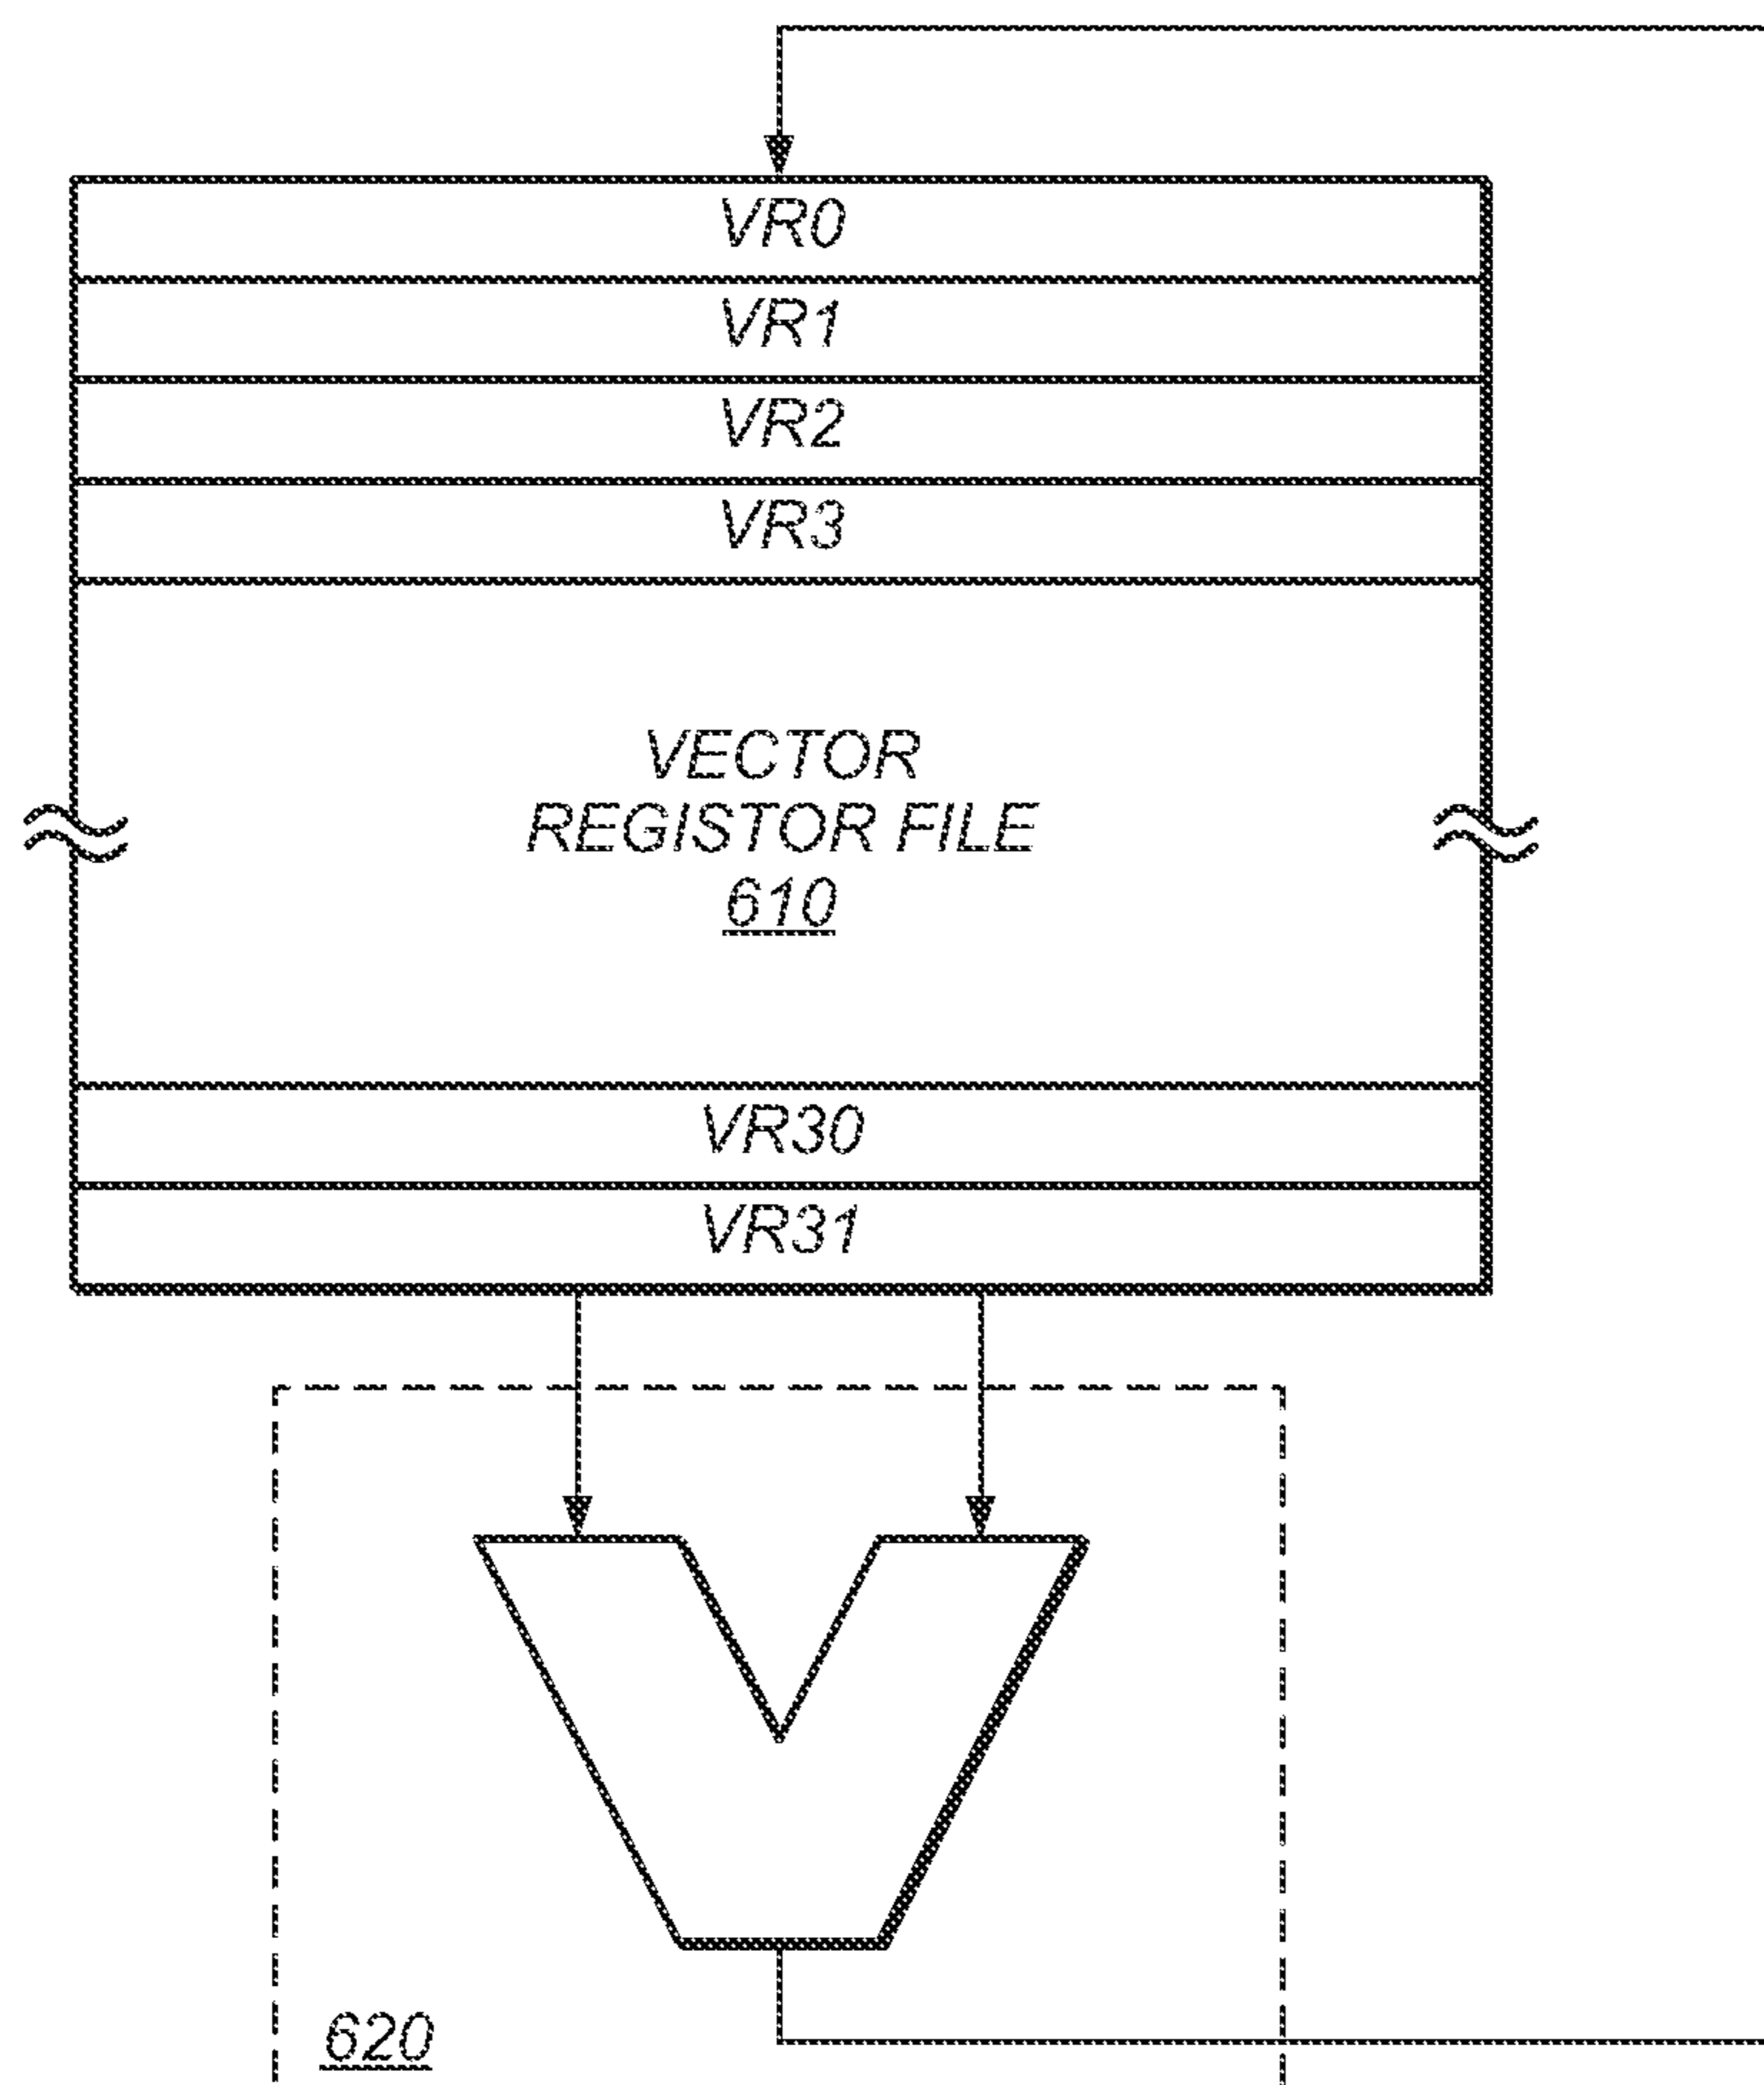 VR0
VR1
VR2
VR3
VECTOR
REGISTOR FILE
610
VR30
VR31
620